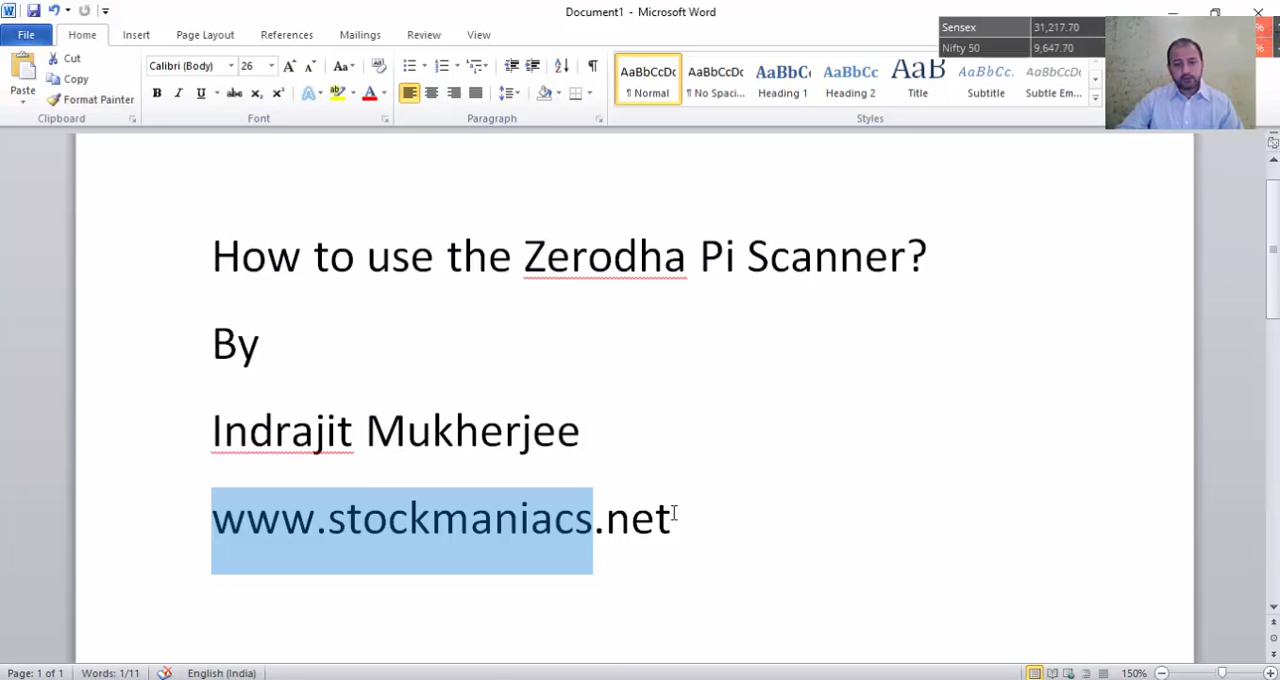 Document1 - Microsoft Word
File Home Insert Page Layout References Mailings Review View
Sensex 31,217.70
Nifty 50 9,647.70
Paste
Cut
Copy
Format Painter
Clipboard
Calibri (Body) 26
Font
Paragraph
AaBbCcDc AaBbCcDc AaBbC AaBbCc AaB AaBbCc. AaBbCcDc
¶ Normal ¶ No Spaci... Heading 1 Heading 2 Title Subtitle Subtle Em...
Styles
How to use the Zerodha Pi Scanner?
By
Indrajit Mukherjee
www.stockmaniacs.net
Page: 1 of 1 Words: 1/11 English (India) 150%